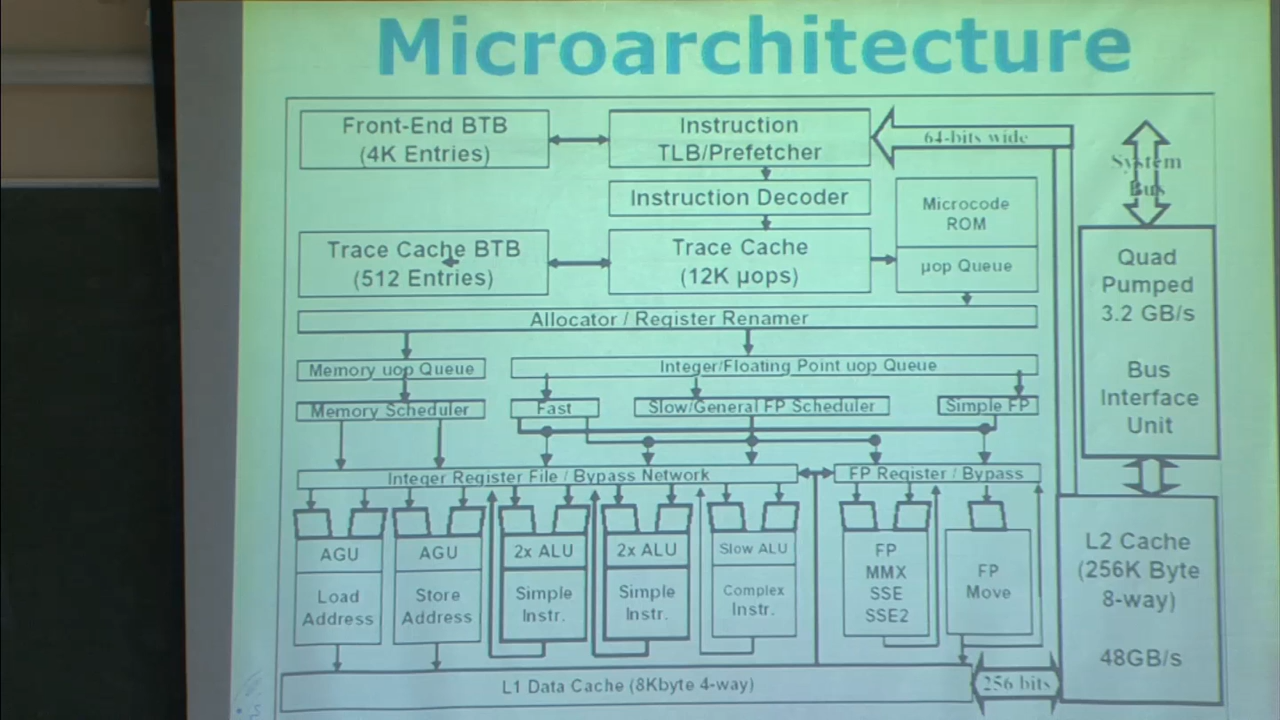 Microarchitecture
Front-End BTB
(4K Entries)
Instruction
TLB/Prefetcher
64-bits wide
System
Bus
Instruction Decoder
Microcode
ROM
Trace Cache BTB
(512 Entries)
Trace Cache
(12K µops)
µop Queue
Quad
Pumped
3.2 GB/s
Bus
Interface
Unit
Allocator / Register Renamer
Memory uop Queue
Integer/Floating Point uop Queue
Memory Scheduler
Fast
Slow/General FP Scheduler
Simple FP
Integer Register File / Bypass Network
FP Register / Bypass
AGU
Load
Address
AGU
Store
Address
2x ALU
Simple
Instr.
2x ALU
Simple
Instr.
Slow ALU
Complex
Instr.
FP
MMX
SSE
SSE2
FP
Move
L2 Cache
(256K Byte
8-way)
48GB/s
L1 Data Cache (8Kbyte 4-way)
256 bits